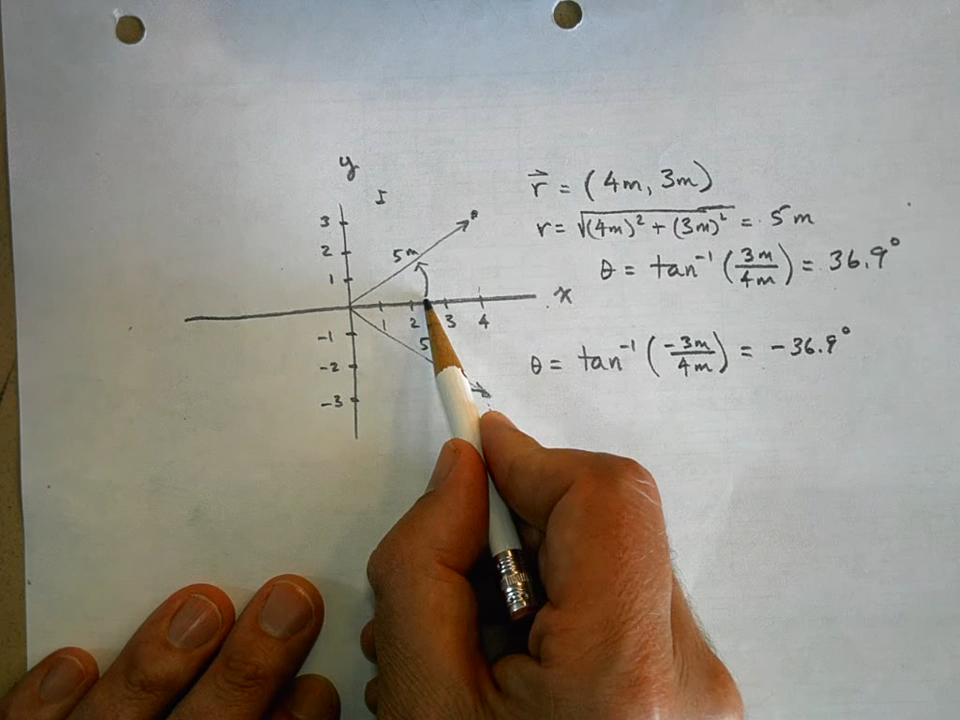 y
I
3
2
1
5m
x
1 2 3 4
-1
-2
-3
5
r⃗ = (4m, 3m)
r = √((4m)² + (3m)²) = 5m
θ = tan⁻¹ (3m/4m) = 36.9°
θ = tan⁻¹ (-3m/4m) = -36.9°